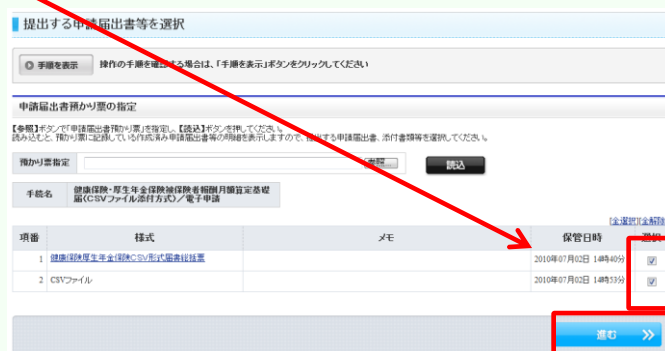 提出する申請届出書等を選択
手順を表示 操作の手順を確認する場合は、「手順を表示」ボタンをクリックしてください
申請届出書預かり票の指定
【参照】ボタンで「申請届出書預かり票」を指定し、【読込】ボタンを押してください。
読み込むと、預かり票に記録している作成済み申請届出書等の明細を表示しますので、提出する申請届出書、添付書類等を選択してください。
預かり票指定 参照... 読込
手続名 健康保険・厚生年金保険被保険者報酬月額算定基礎
届(CSVファイル添付方式)/電子申請
[全選択][全解除
項番 様式 メモ 保管日時 選択
1 健康保険厚生年金保険CSV形式届書総括票 2010年07月02日 14時40分
2 CSVファイル 2010年07月02日 14時53分
進む